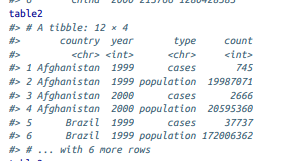 table2
#> # A tibble: 12 × 4
#> country year type count
#> <chr> <int> <chr> <int>
#> 1 Afghanistan 1999 cases 745
#> 2 Afghanistan 1999 population 19987071
#> 3 Afghanistan 2000 cases 2666
#> 4 Afghanistan 2000 population 20595360
#> 5 Brazil 1999 cases 37737
#> 6 Brazil 1999 population 172006362
#> # ... with 6 more rows